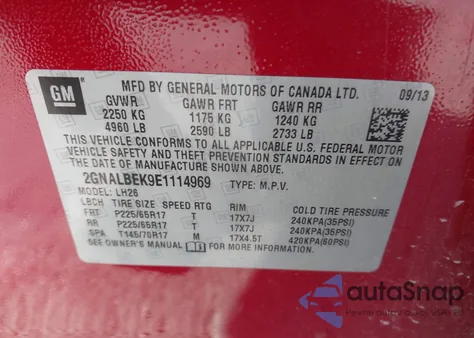 GM
MFD. BY GENERAL MOTORS OF CANADA LTD. 09/13
GVWR GAWR FRT GAWR RR
2250 KG 1175 KG 1240 KG
4960 LB 2590 LB 2733 LB
THIS VEHICLE CONFORMS TO ALL APPLICABLE U.S. FEDERAL MOTOR
VEHICLE SAFETY AND THEFT PREVENTION STANDARDS IN EFFECT ON THE
DATE OF MANUFACTURE SHOWN ABOVE.
2GNALBEK9E1114969 TYPE: M.P.V.
MODEL: LH26
LBCH TIRE SIZE SPEED RTG RIM COLD TIRE PRESSURE
FRT P225/65R17 T 17X7J 240KPA(35PSI)
RR P225/65R17 T 17X7J 240KPA(35PSI)
SPA T145/70R17 M 17X4.5T 420KPA(60PSI)
SEE OWNER'S MANUAL FOR ADDITIONAL INFORMATION.
autoSnap